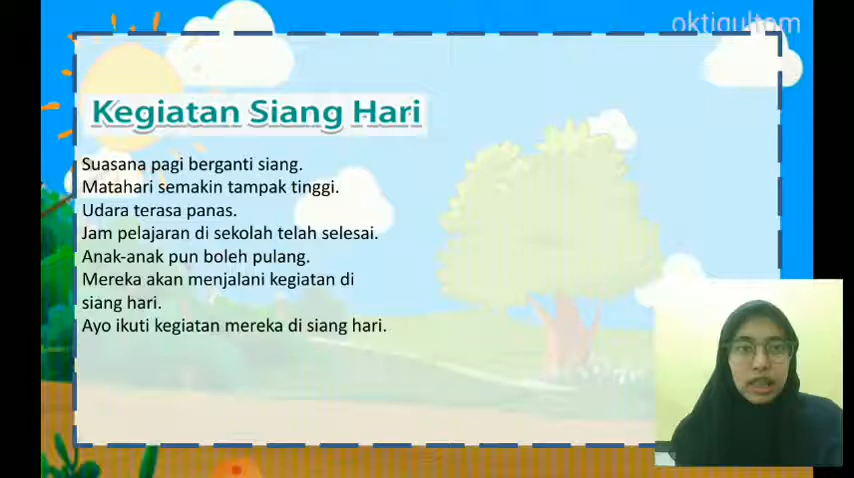 oktigultom
Kegiatan Siang Hari
Suasana pagi berganti siang.
Matahari semakin tampak tinggi.
Udara terasa panas.
Jam pelajaran di sekolah telah selesai.
Anak-anak pun boleh pulang.
Mereka akan menjalani kegiatan di
siang hari.
Ayo ikuti kegiatan mereka di siang hari.